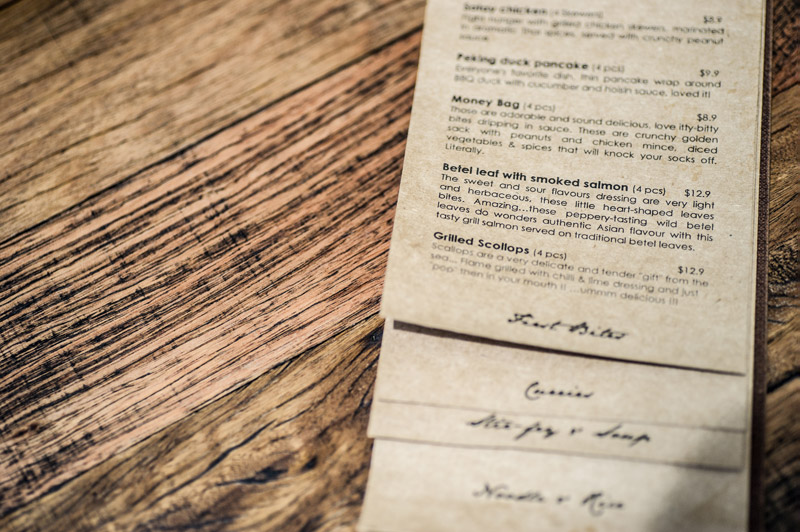 Satay chicken (4 skewers) $8.9
Fight hunger with grilled chicken skewers, marinated
in aromatic Thai spices, served with crunchy peanut
sauce.
Peking duck pancake (4 pcs) $9.9
Everyone's favorite dish, thin pancake wrap around
BBQ duck with cucumber and hoisin sauce, loved it!
Money Bag (4 pcs) $8.9
Those are adorable and sound delicious, love itty-bitty
bites dripping in sauce. These are crunchy golden
sack with peanuts and chicken mince, diced
vegetables & spices that will knock your socks off.
Literally.
Betel leaf with smoked salmon (4 pcs) $12.9
The sweet and sour flavours dressing are very light
and herbaceous, these little heart-shaped leaves
bites. Amazing...these peppery-tasting wild betel
leaves do wonders authentic Asian flavour with this
tasty grill salmon served on traditional betel leaves.
Grilled Scollops (4 pcs) $12.9
Scallops are a very delicate and tender "gift" from the
sea... Flame grilled with chilli & lime dressing and just
"pop" then in your mouth !! ...ummm delicious !!!
First Bites
Curries
Stir-fry & Soup
Noodle & Rice